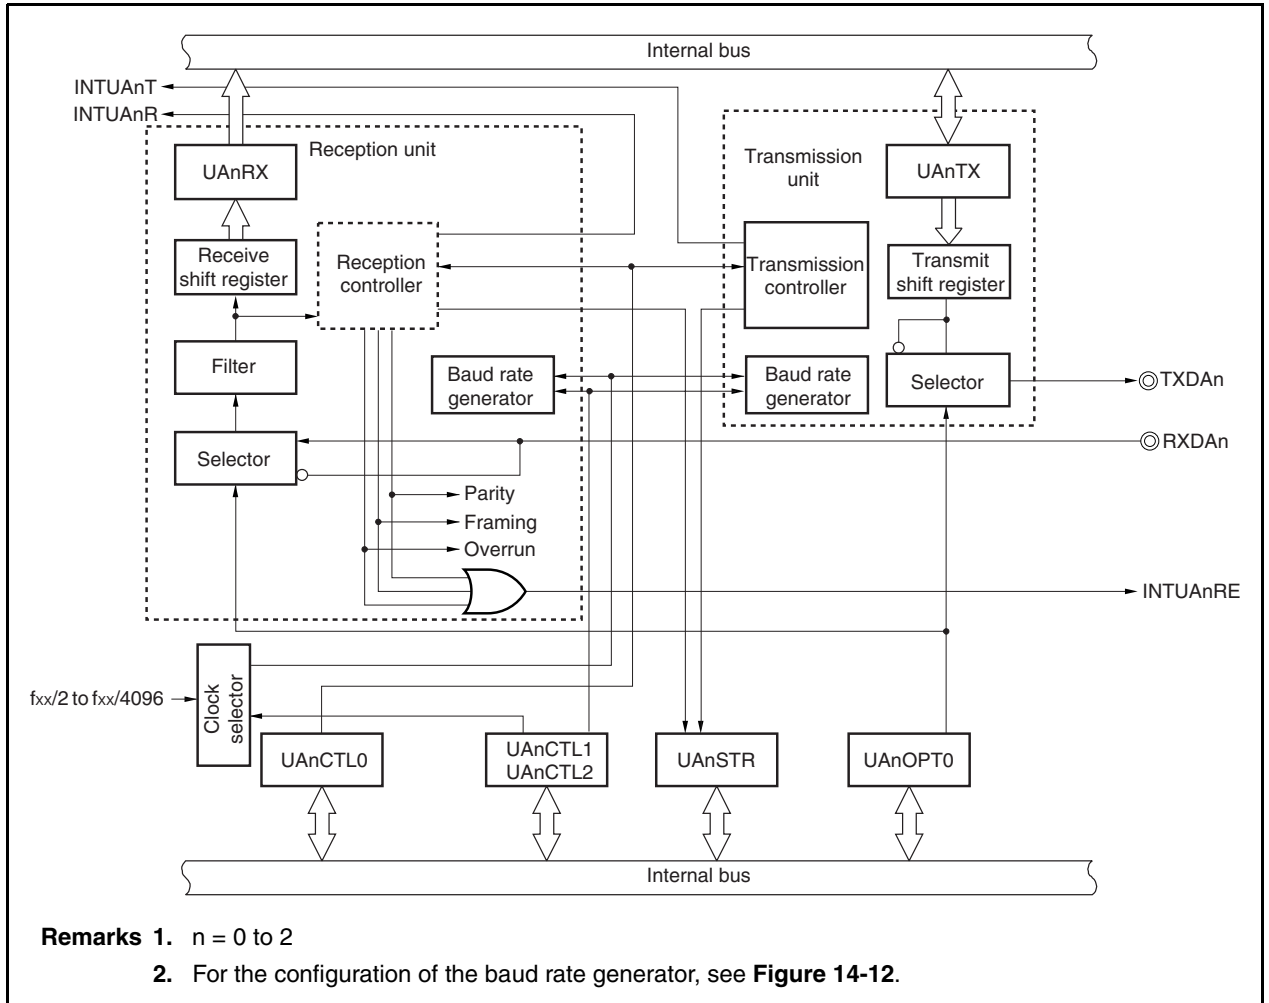 Internal bus
INTUAnT
INTUAnR
Reception unit
UAnRX
Transmission
unit
UAnTX
Receive
shift register
Reception
controller
Transmission
controller
Transmit
shift register
Filter
Baud rate
generator
Baud rate
generator
Selector
TXDAn
Selector
RXDAn
Parity
Framing
Overrun
INTUAnRE
fxx/2 to fxx/4096
Clock
selector
UAnCTL0
UAnCTL1
UAnCTL2
UAnSTR
UAnOPT0
Internal bus
Remarks 1. n = 0 to 2
2. For the configuration of the baud rate generator, see Figure 14-12.